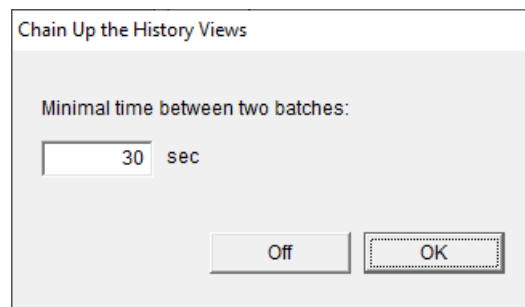 Chain Up the History Views
Minimal time between two batches:
30 sec
Off OK